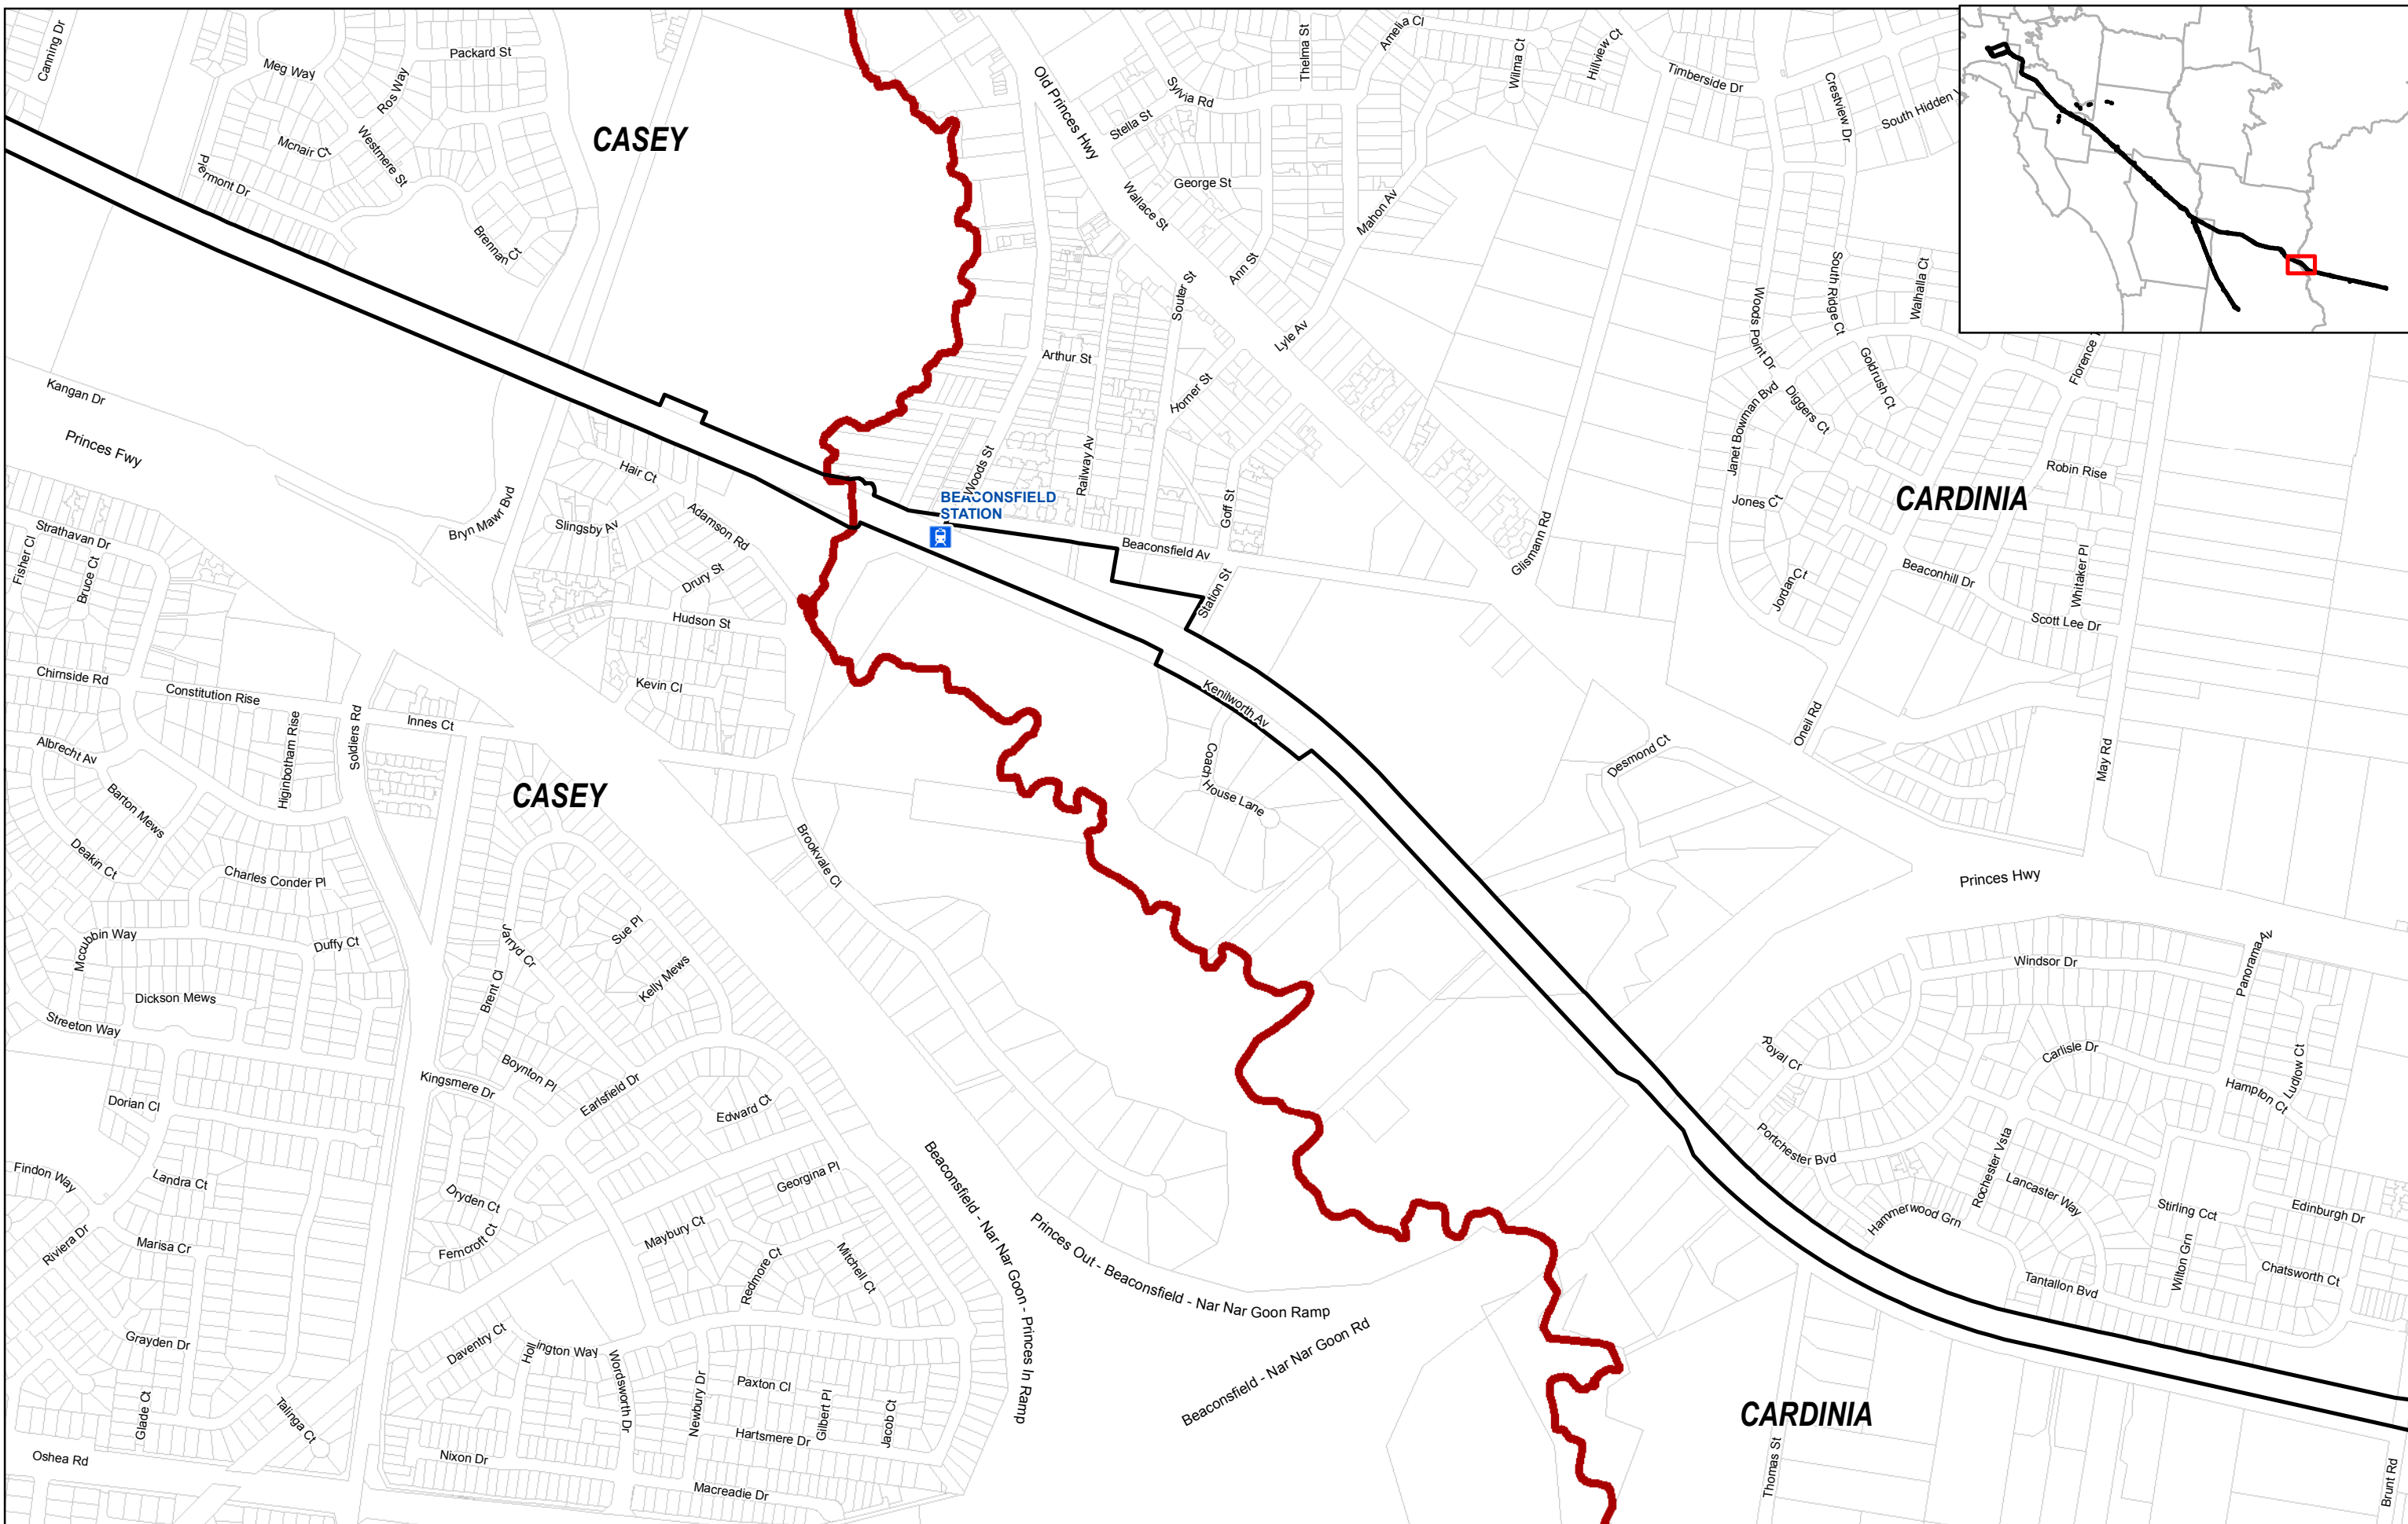 Canning Dr
Packard St
Meg Way
Ros Way
Mcnair Ct
Westmere St
Piermont Dr
Brennan Ct
CASEY
Old Princes Hwy
Thelma St
Amelia Cl
Sylvia Rd
Stella St
Wilma Ct
Hillview Ct
Timberside Dr
Crestview Dr
South Hidden
George St
Wallace St
Mahon Av
Ann St
Souter St
Lyle Av
Arthur St
Horner St
Woods St
Railway Av
Goff St
Woods Point Dr
South Ridge Ct
Walhalla Ct
Goldrush Ct
Florence
Diggers Ct
Janet Bowman Bvd
Robin Rise
CARDINIA
Jones Ct
Jordan Ct
Beaconhill Dr
Whitaker Pl
Scott Lee Dr
Glismann Rd
Kangan Dr
Princes Fwy
Hair Ct
Bryn Mawr Bvd
Slingsby Av
Adamson Rd
Drury St
Hudson St
Kevin Cl
BEACONSFIELD
STATION
Beaconsfield Av
Station St
Kenilworth Av
Coach House Lane
Strathavan Dr
Fisher Cl
Bruce Ct
Chirnside Rd
Constitution Rise
Higinbotham Rise
Soldiers Rd
Innes Ct
Albrecht Av
Barton Mews
Deakin Ct
Charles Conder Pl
CASEY
Brookvale Cl
Desmond Ct
Oneil Rd
May Rd
Princes Hwy
Mccubbin Way
Duffy Ct
Dickson Mews
Streeton Way
Jarryd Cr
Sue Pl
Kelly Mews
Brent Cl
Boynton Pl
Kingsmere Dr
Earlsfield Dr
Edward Ct
Dorian Cl
Findon Way
Landra Ct
Riviera Dr
Marisa Cr
Dryden Ct
Ferncroft Ct
Georgina Pl
Maybury Ct
Redmore Ct
Mitchell Ct
Beaconsfield - Nar Nar Goon - Princes In Ramp
Princes Out - Beaconsfield - Nar Nar Goon Ramp
Beaconsfield - Nar Nar Goon Rd
Windsor Dr
Panorama Av
Royal Cr
Carlisle Dr
Hampton Ct
Ludlow Ct
Portchester Bvd
Rochester Vsta
Lancaster Way
Hammerwood Grn
Stirling Cct
Edinburgh Dr
Wilton Grn
Chatsworth Ct
Tantallon Bvd
Grayden Dr
Glade Ct
Talinga Ct
Oshea Rd
Daventry Ct
Wordsworth Dr
Newbury Dr
Paxton Cl
Gilbert Pl
Jacob Ct
Hartsmere Dr
Nixon Dr
Macreadie Dr
CARDINIA
Thomas St
Brunt Rd